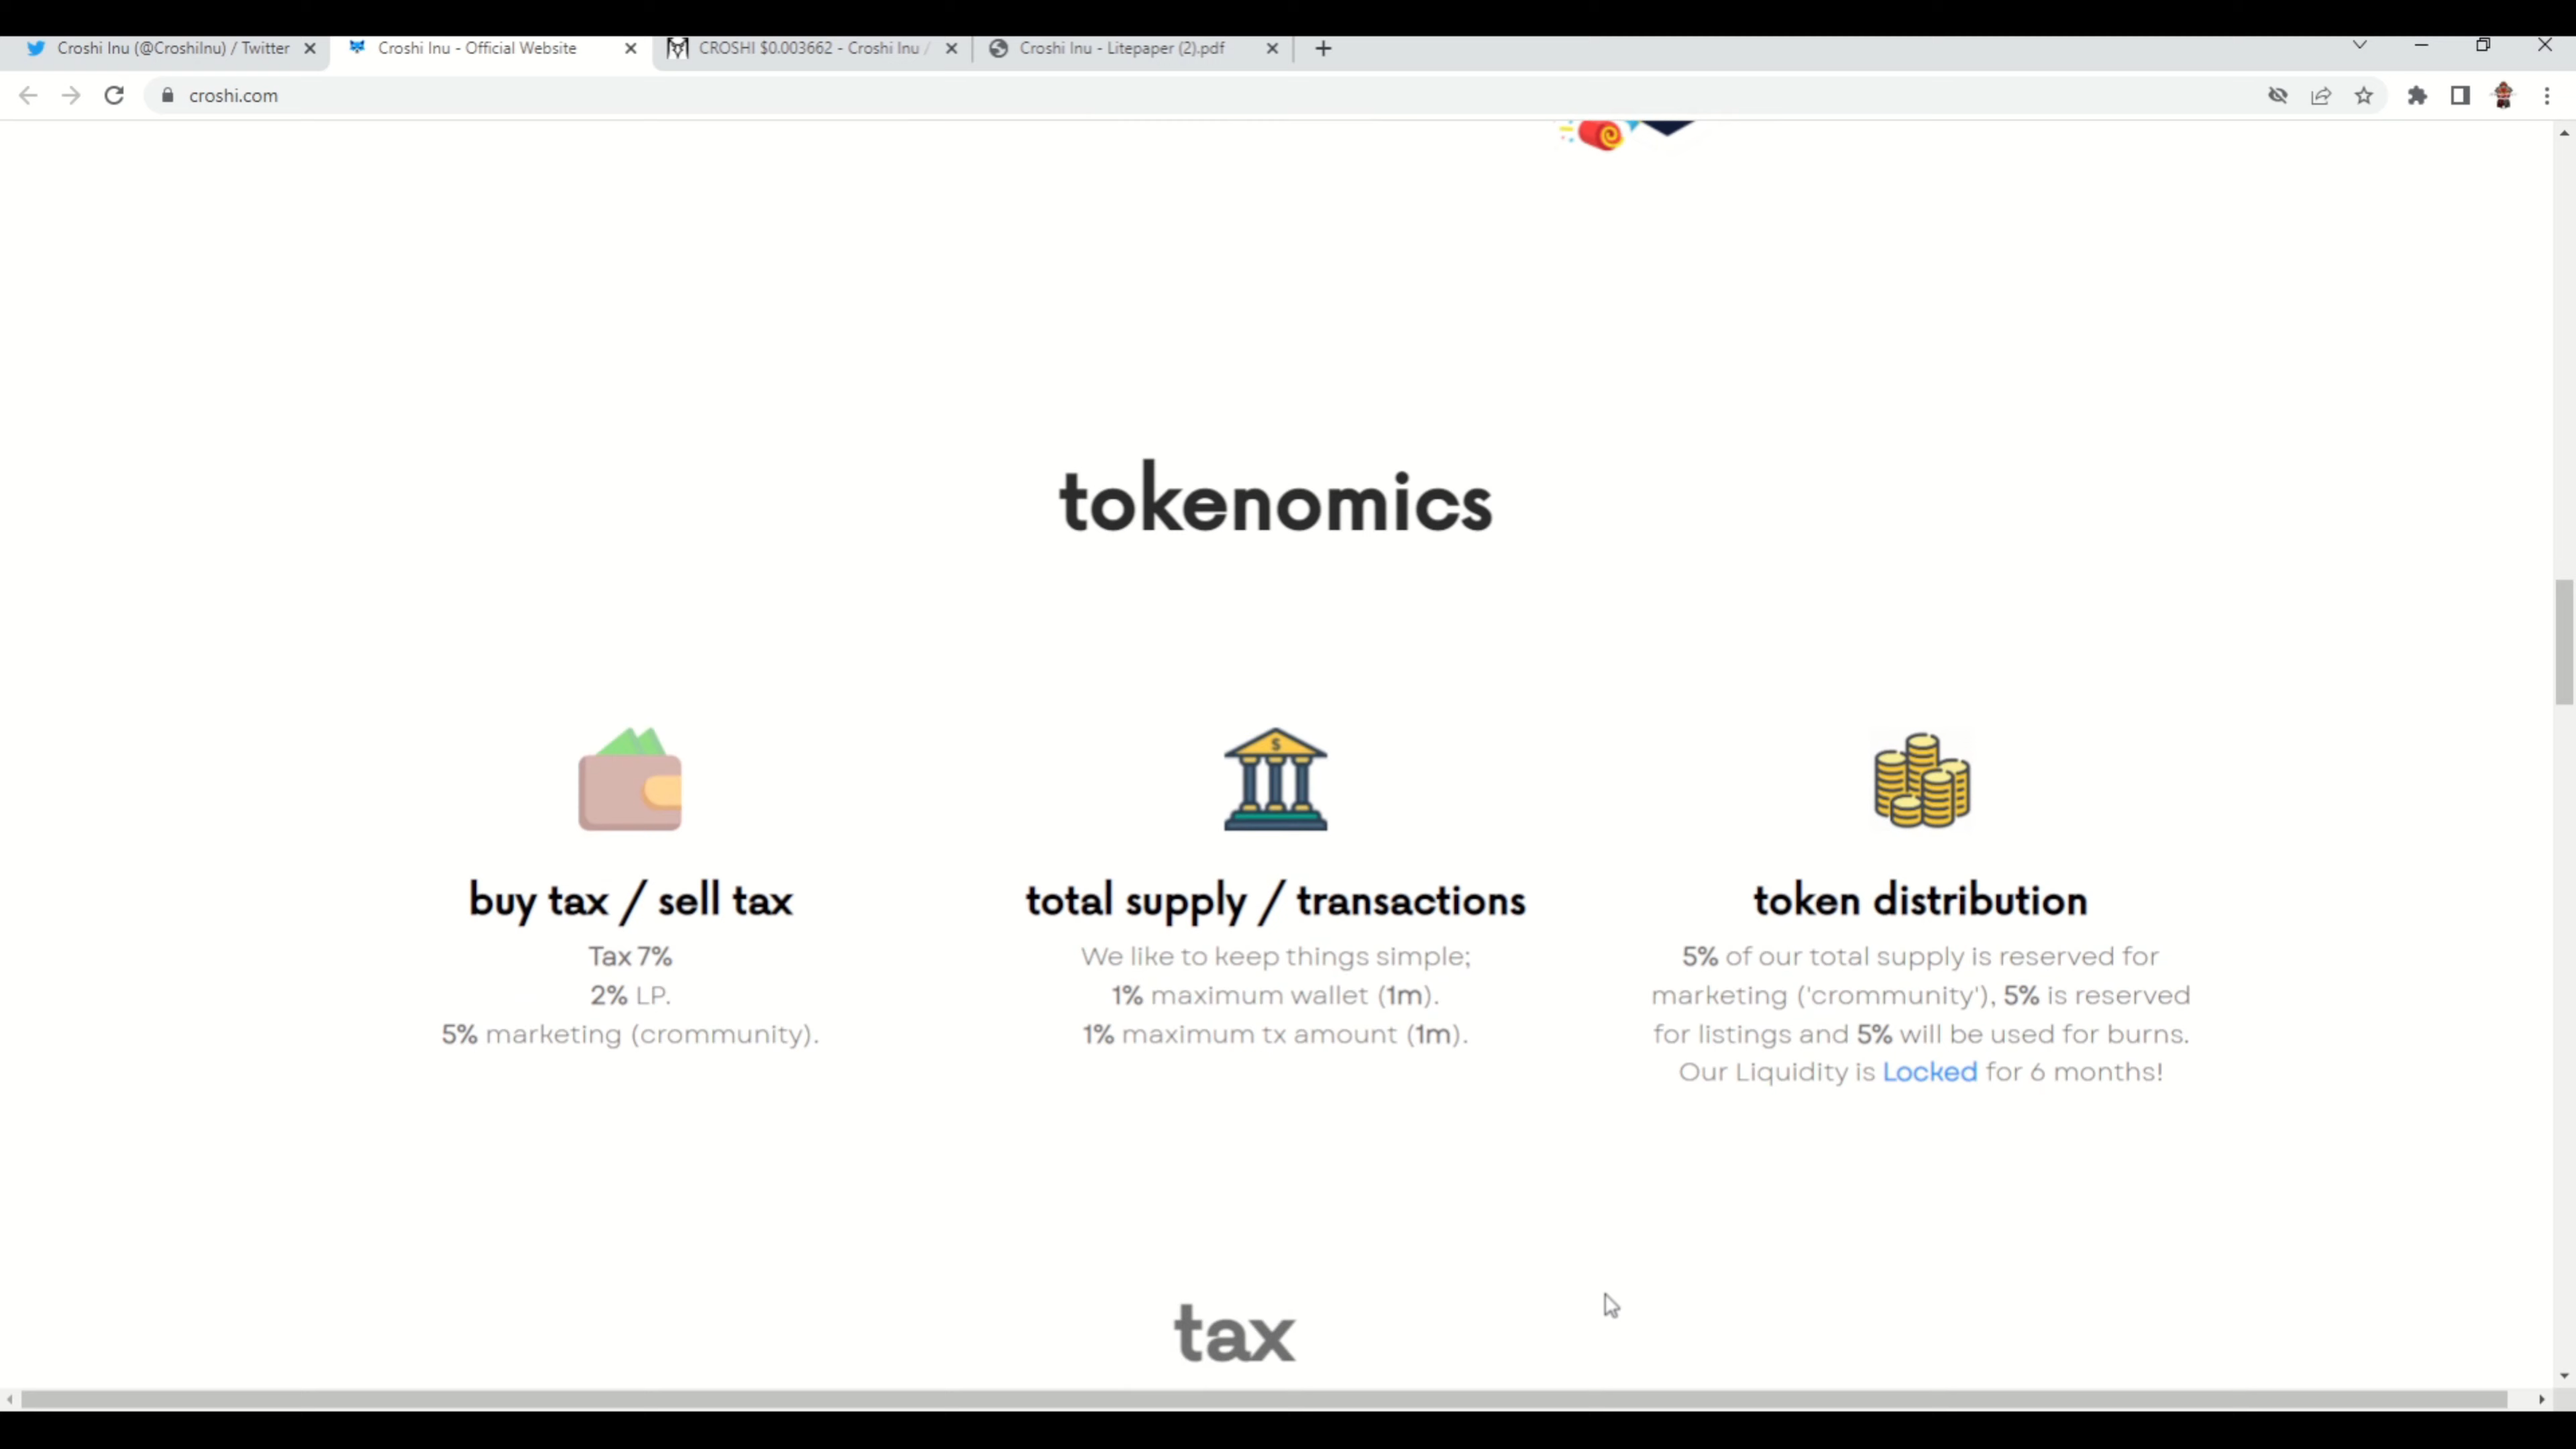 Croshi Inu (@CroshiInu) / Twitter
Croshi Inu - Official Website
CROSHI $0.003662 - Croshi Inu /
Croshi Inu - Litepaper (2).pdf
croshi.com
tokenomics
$
buy tax / sell tax
Tax 7%
2% LP.
5% marketing (crommunity).
total supply / transactions
We like to keep things simple;
1% maximum wallet (1m).
1% maximum tx amount (1m).
token distribution
5% of our total supply is reserved for
marketing ('crommunity'), 5% is reserved
for listings and 5% will be used for burns.
Our Liquidity is Locked for 6 months!
tax